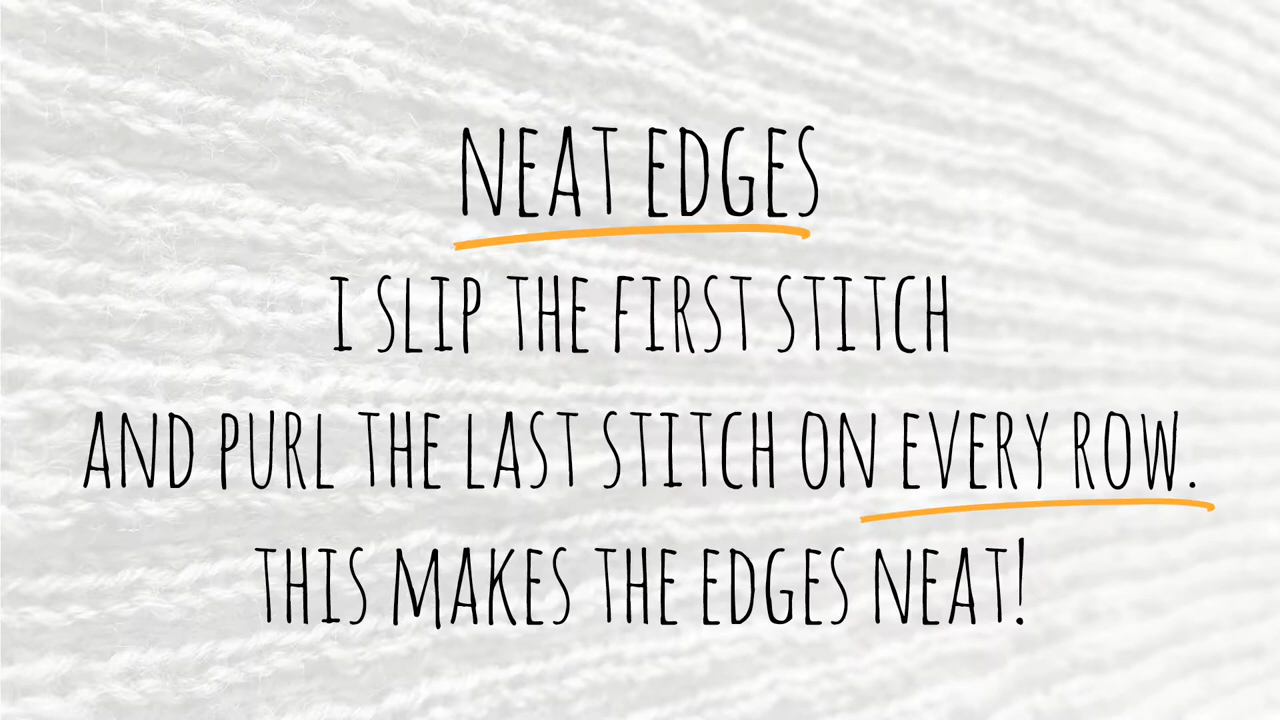 NEAT EDGES
I SLIP THE FIRST STITCH
AND PURL THE LAST STITCH ON EVERY ROW.
THIS MAKES THE EDGES NEAT!